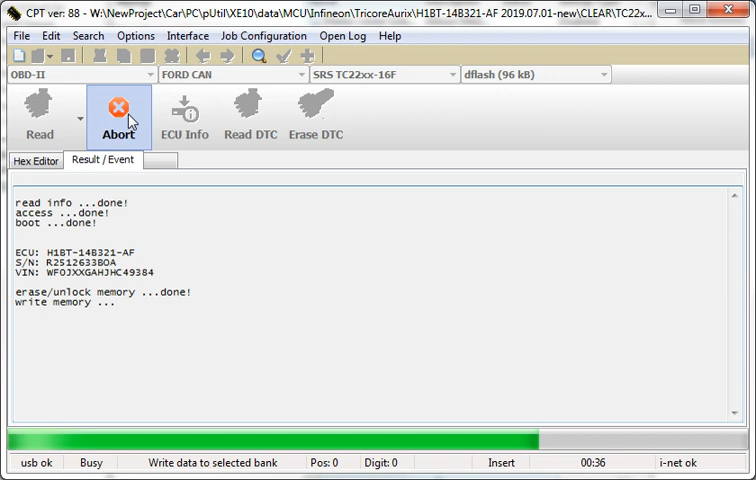 CPT ver: 88 - W:\NewProject\Car\PC\pUtil\XE10\data\MCU\Infineon\TricoreAurix\H1BT-14B321-AF 2019.07.01-new\CLEAR\TC22x...
File Edit Search Options Interface Job Configuration Open Log Help
OBD-II FORD CAN SRS TC22xx-16F dflash (96 kB)
Read Abort ECU Info Read DTC Erase DTC
Hex Editor Result / Event
read info ...done!
access ...done!
boot ...done!
ECU: H1BT-14B321-AF
S/N: R2512633BOA
VIN: WFOJXXGAHJHC49384
erase/unlock memory ...done!
write memory ...
usb ok Busy Write data to selected bank Pos: 0 Digit: 0 Insert 00:36 i-net ok